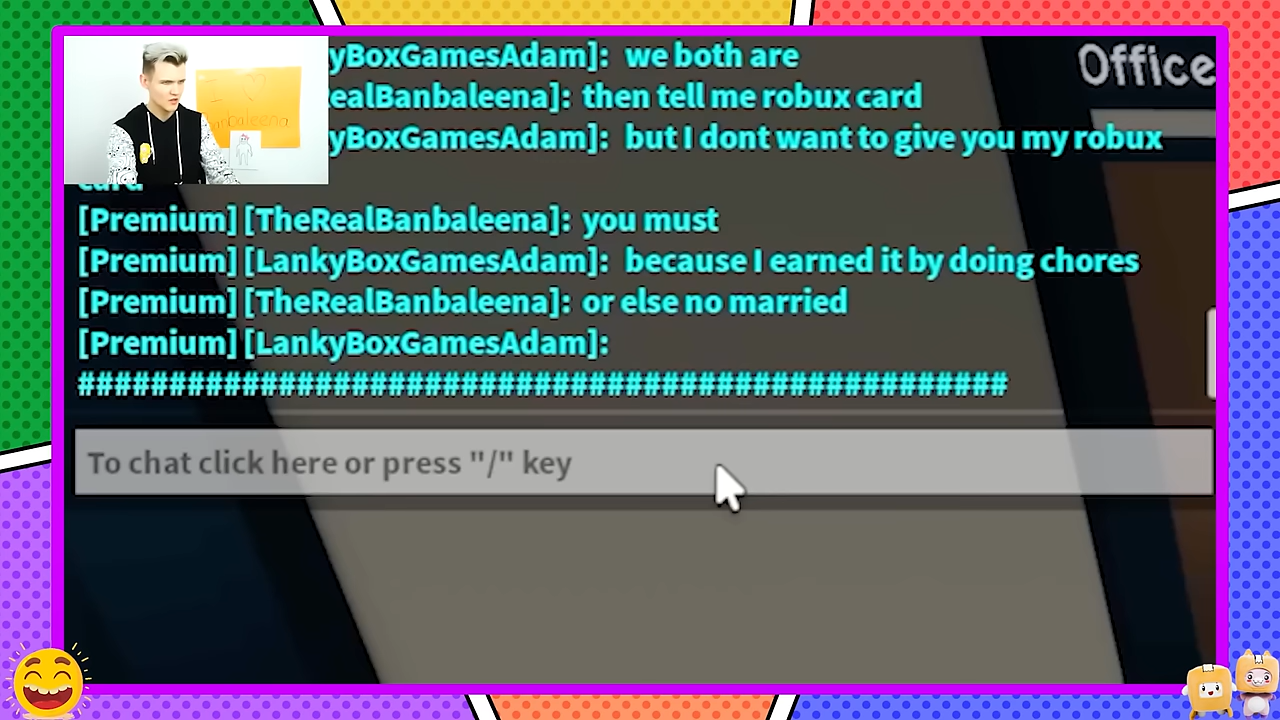 yBoxGamesAdam]: we both are
Office
ealBanbaleena]: then tell me robux card
yBoxGamesAdam]: but I dont want to give you my robux
card
[Premium] [TheRealBanbaleena]: you must
[Premium] [LankyBoxGamesAdam]: because I earned it by doing chores
[Premium] [TheRealBanbaleena]: or else no married
[Premium] [LankyBoxGamesAdam]:
###################################################
To chat click here or press "/" key